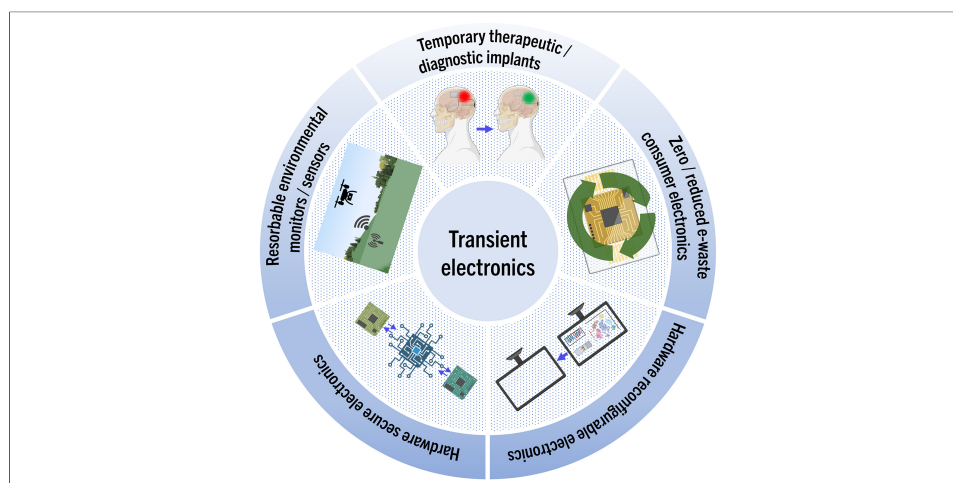 Temporary therapeutic /
diagnostic implants
Zero / reduced e-waste
consumer electronics
Hardware reconfigurable electronics
Hardware secure electronics
Resorbable environmental
monitors / sensors
Transient
electronics